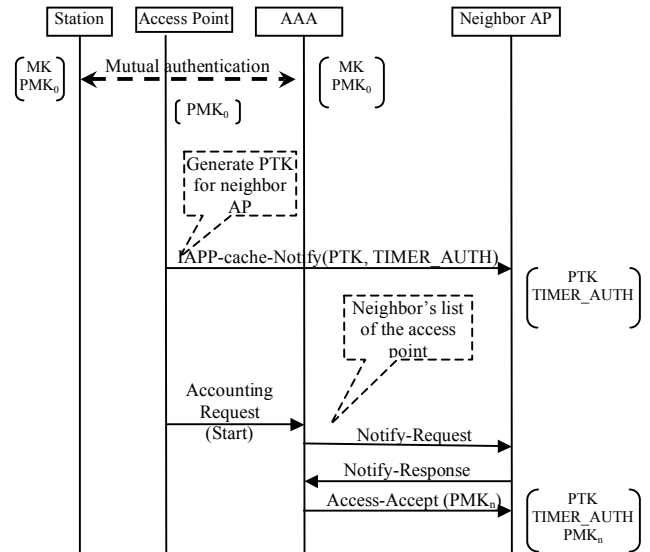 Station Access Point AAA Neighbor AP
Mutual authentication
MK
PMK₀
MK
PMK₀
PMK₀
Generate PTK
for neighbor
AP
IAPP-cache-Notify(PTK, TIMER_AUTH)
PTK
TIMER_AUTH
Neighbor's list
of the access
point
Accounting
Request
(Start)
Notify-Request
Notify-Response
Access-Accept (PMKₙ)
PTK
TIMER_AUTH
PMKₙ